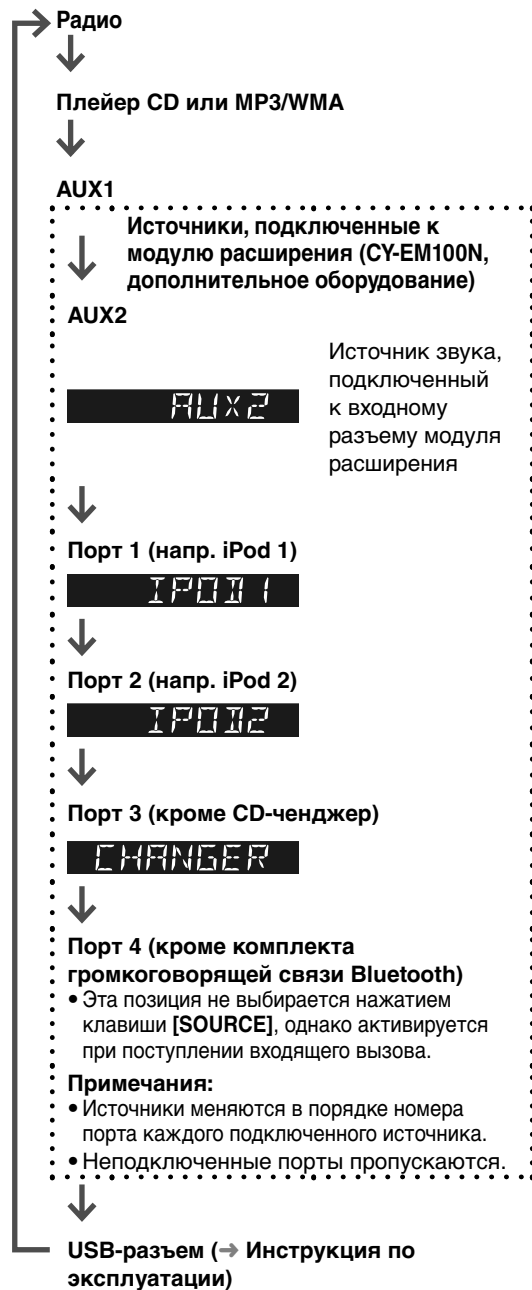 Радио
Плейер CD или MP3/WMA
AUX1
Источники, подключенные к
модулю расширения (CY-EM100N,
дополнительное оборудование)
AUX2
Источник звука,
подключенный
к входному
разъему модуля
расширения
AUX2
Порт 1 (напр. iPod 1)
IPOD1
Порт 2 (напр. iPod 2)
IPOD2
Порт 3 (кроме CD-ченджер)
CHANGER
Порт 4 (кроме комплекта
громкоговорящей связи Bluetooth)
• Эта позиция не выбирается нажатием
клавиши [SOURCE], однако активируется
при поступлении входящего вызова.
Примечания:
• Источники меняются в порядке номера
порта каждого подключенного источника.
• Неподключенные порты пропускаются.
USB-разъем (➜ Инструкция по
эксплуатации)